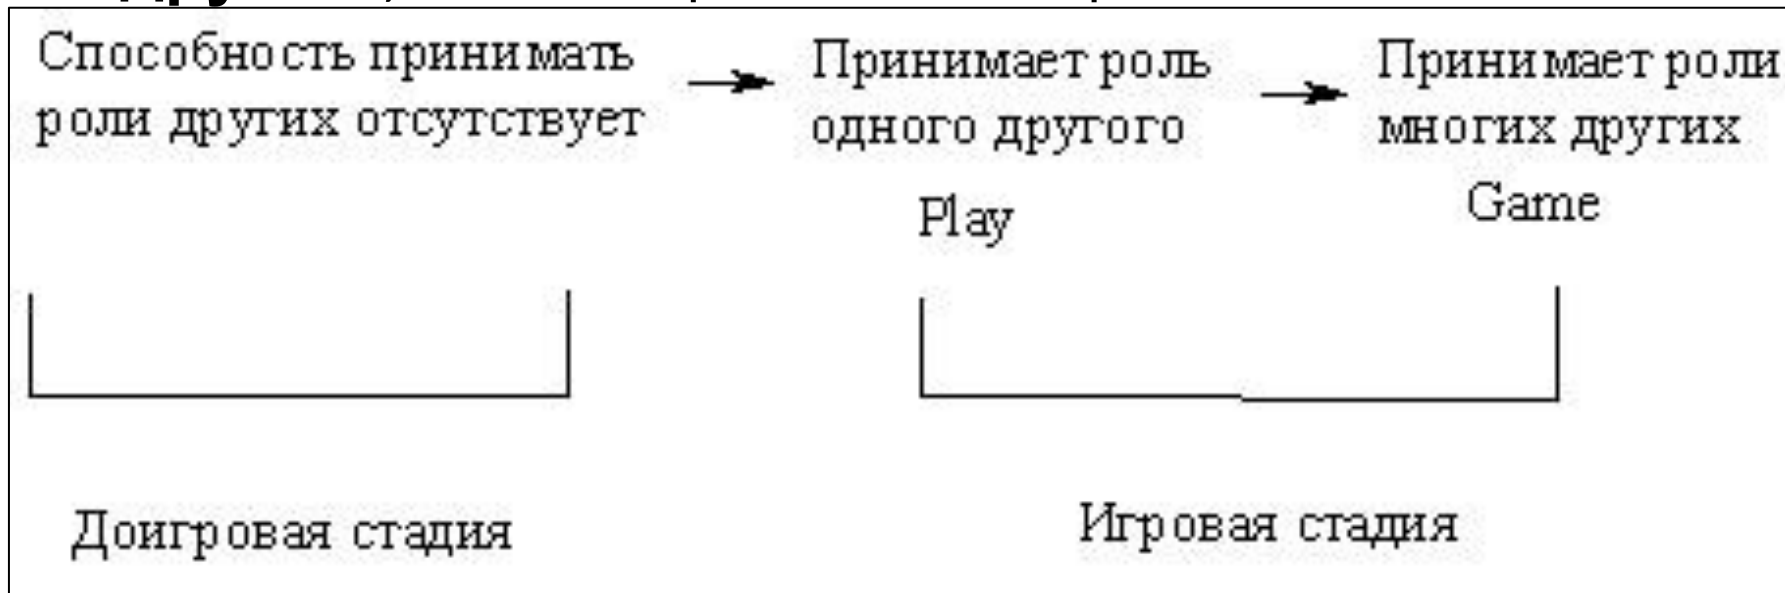 Способность принимать
роли других отсутствует
Принимает роль
одного другого
Play
Принимает роли
многих других
Game
Доигровая стадия
Игровая стадия